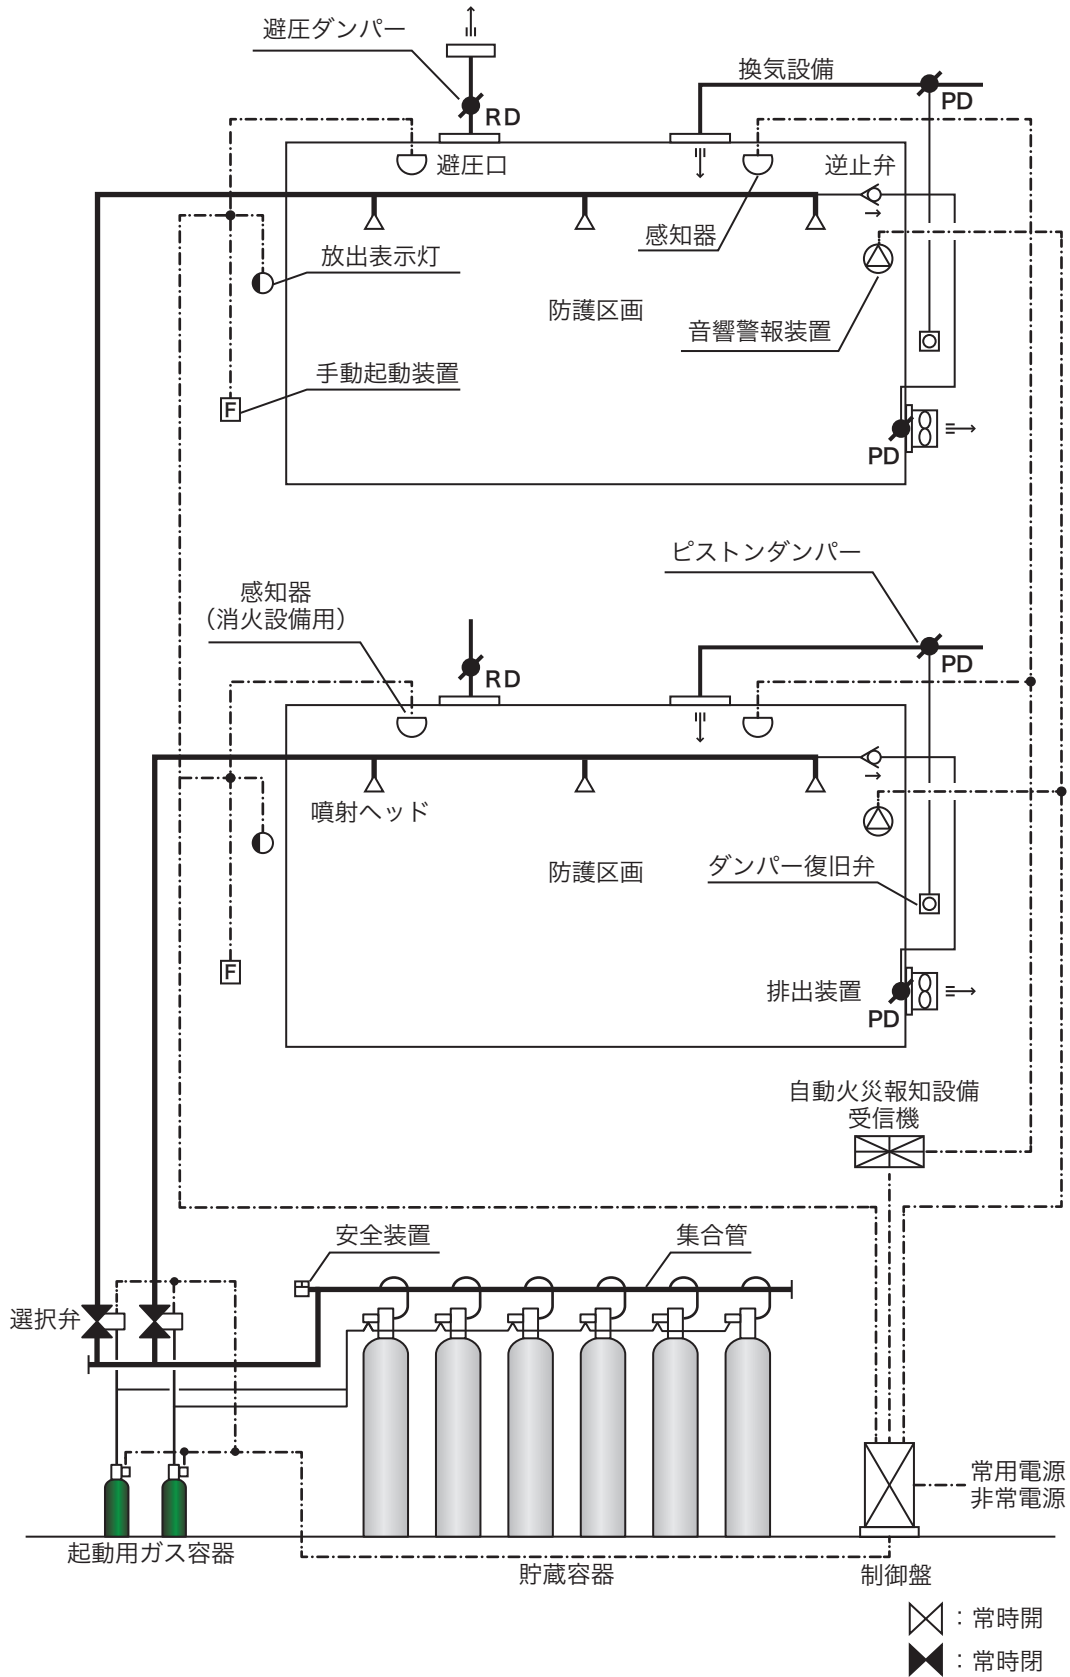 避圧ダンパー
RD
換気設備
PD
避圧口
逆止弁
感知器
放出表示灯
防護区画
音響警報装置
手動起動装置
F
PD
ピストンダンパー
感知器
(消火設備用)
RD
PD
噴射ヘッド
防護区画
ダンパー復旧弁
F
排出装置
PD
自動火災報知設備
受信機
安全装置
集合管
選択弁
常用電源
非常電源
起動用ガス容器
貯蔵容器
制御盤
:常時開
:常時閉